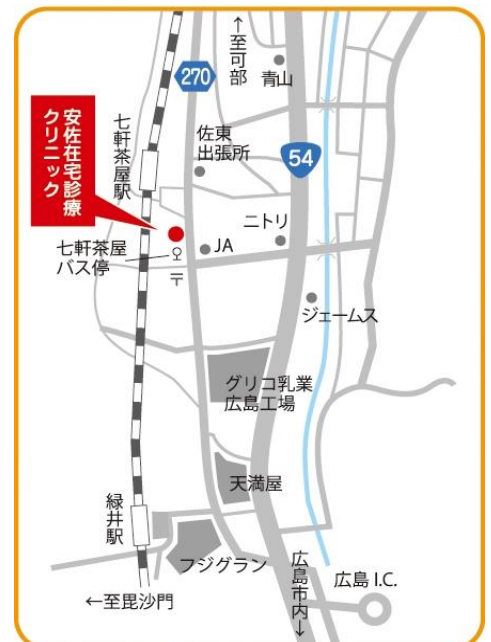 ←至可部
青山
270
安佐在宅診療
クリニック
七軒茶屋駅
佐東
出張所
54
ニトリ
JA
七軒茶屋
バス停
〒
ジェームス
グリコ乳業
広島工場
天満屋
緑井駅
フジグラン
広島市内→
広島 I.C.
←至毘沙門